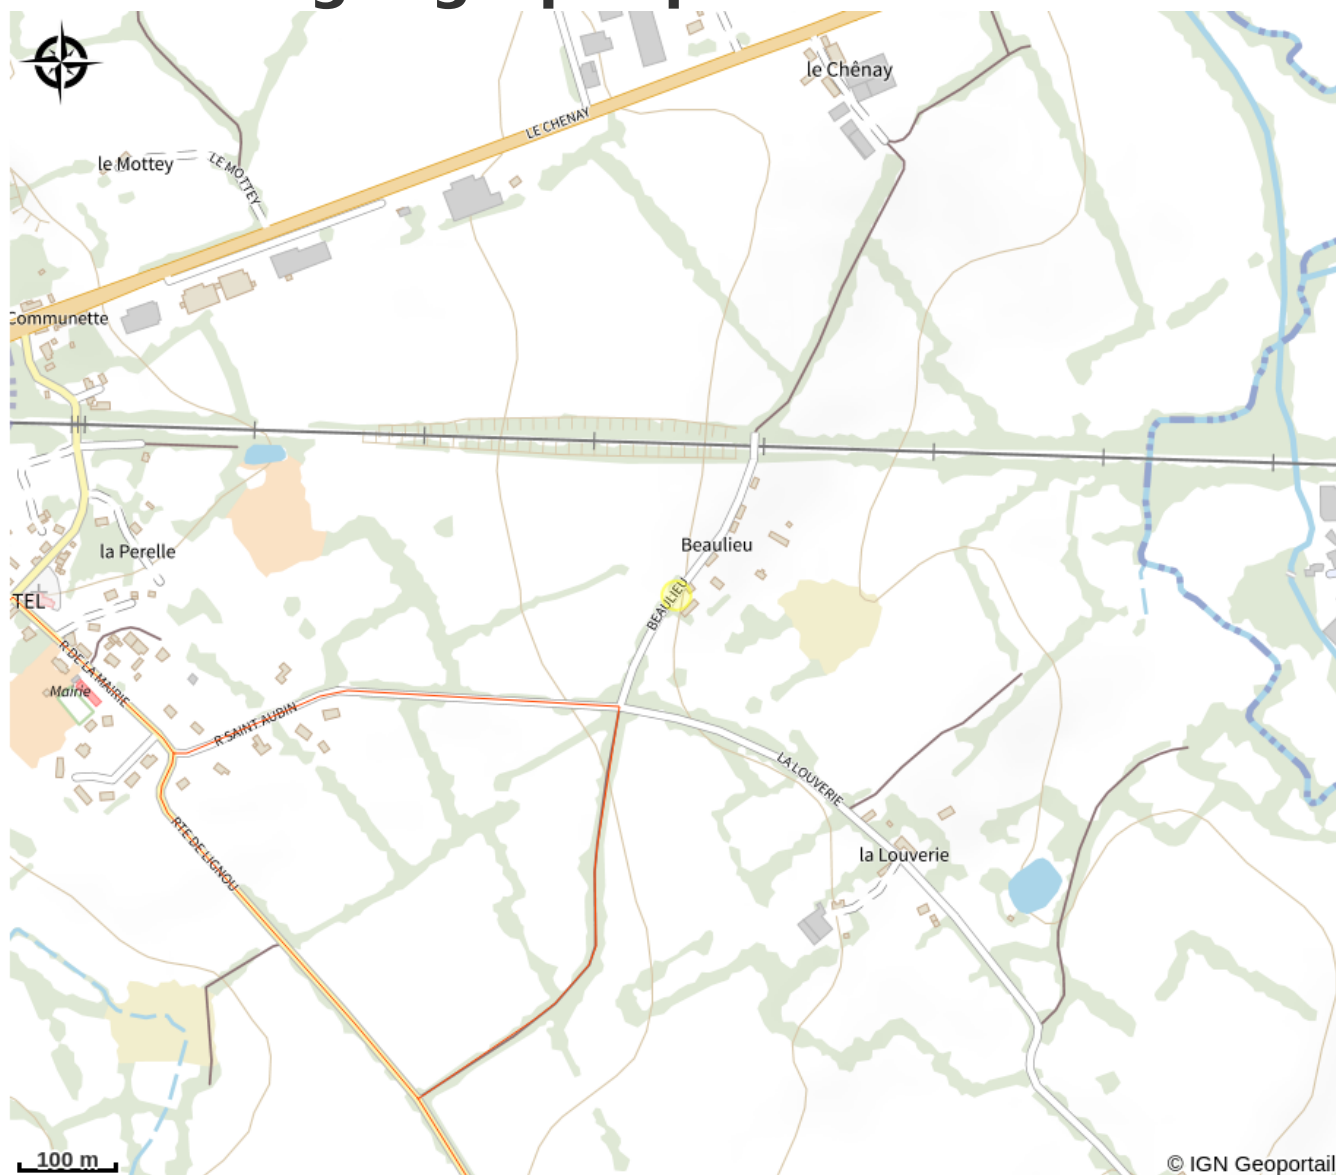 le Chênay
LE CHENAY
le Mottey
LE MOTTEY
Communette
la Perelle
Beaulieu
BEAULIEU
TEL
R DE LA MAIRIE
Mairie
R SAINT AUBIN
LA LOUVERIE
RTE DE LIGNOU
la Louverie
100 m
© IGN Geoportail